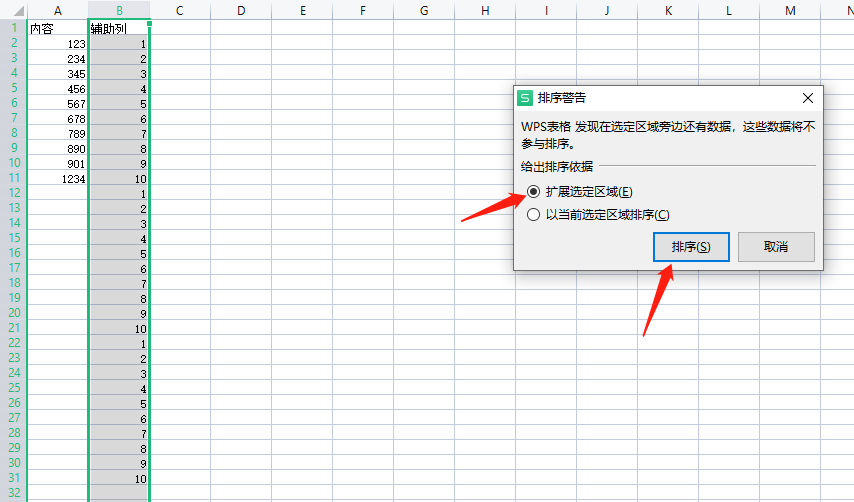 A B C D E F G H I J K L M N
1 内容 辅助列
2 123 1
3 234 2
4 345 3
5 456 4
6 567 5
7 678 6
8 789 7
9 890 8
10 901 9
11 1234 10
12 1
13 2
14 3
15 4
16 5
17 6
18 7
19 8
20 9
21 10
22 1
23 2
24 3
25 4
26 5
27 6
28 7
29 8
30 9
31 10
32
排序警告
WPS表格 发现在选定区域旁边还有数据，这些数据将不
参与排序。
给出排序依据
扩展选定区域(E)
以当前选定区域排序(C)
排序(S) 取消